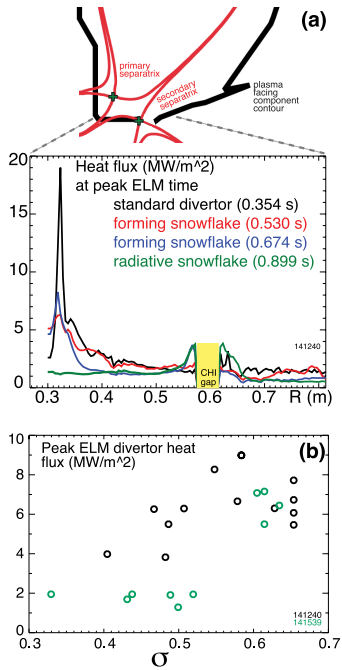 (a)
primary
separatrix
secondary
separatrix
plasma
facing
component
contour
20
15
10
5
0
Heat flux (MW/m^2)
at peak ELM time
standard divertor (0.354 s)
forming snowflake (0.530 s)
forming snowflake (0.674 s)
radiative snowflake (0.899 s)
141240
CHI
gap
0.3 0.4 0.5 0.6 0.7 R (m)
(b)
Peak ELM divertor heat
flux (MW/m^2)
10
8
6
4
2
0
141240
141539
0.3 0.4 0.5 0.6 0.7
σ